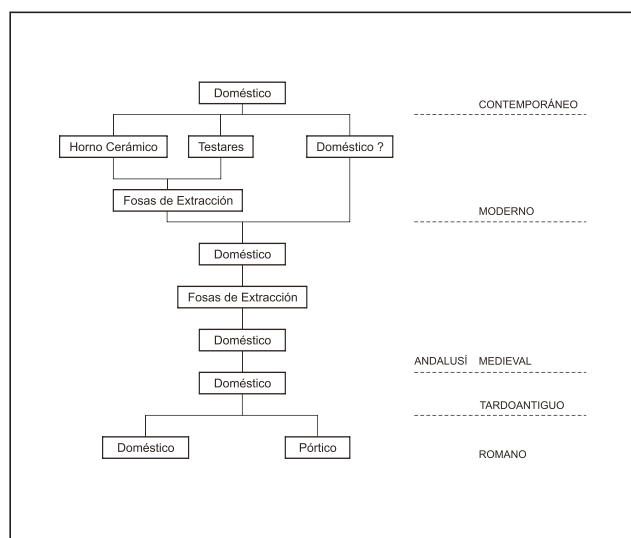 Doméstico
CONTEMPORÁNEO
Horno Cerámico
Testares
Doméstico ?
Fosas de Extracción
MODERNO
Doméstico
Fosas de Extracción
Doméstico
ANDALUSÍ MEDIEVAL
Doméstico
TARDOANTIGUO
Doméstico
Pórtico
ROMANO